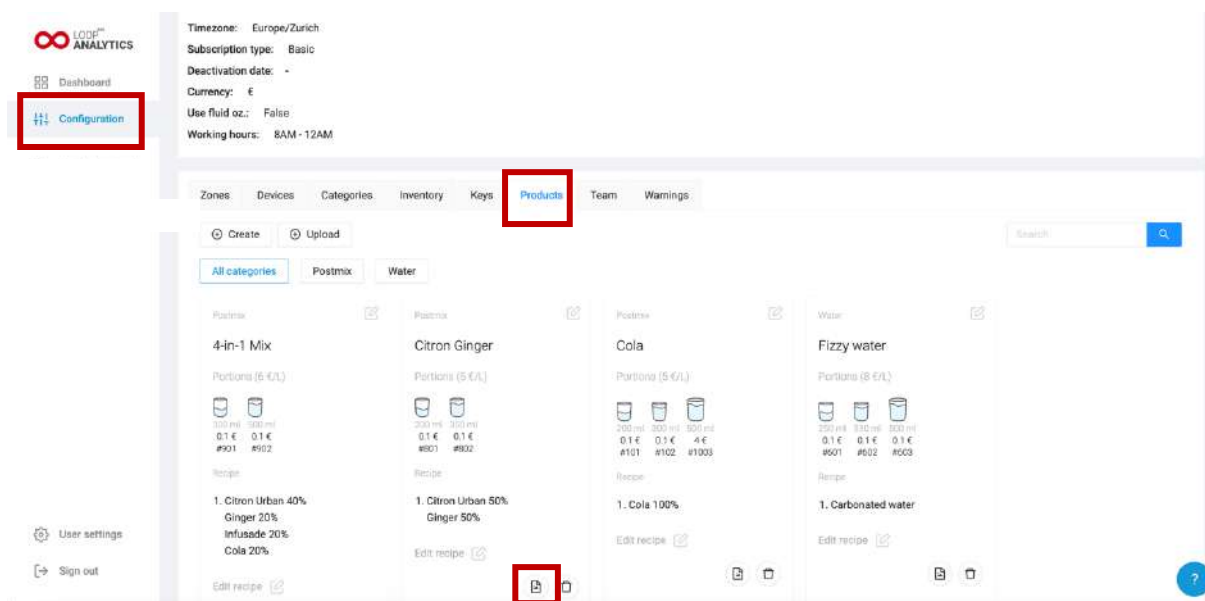 LOOP
ANALYTICS
Dashboard
Configuration
User settings
Sign out
Timezone: Europe/Zurich
Subscription type: Basic
Deactivation date: -
Currency: €
Use fluid oz.: False
Working hours: 8AM - 12AM
Zones Devices Categories Inventory Keys Products Team Warnings
Create Upload Search
All categories Postmix Water
Postmix
4-in-1 Mix
Portions (6 €/L)
300 ml 500 ml
0.1 € 0.1 €
#901 #902
Recipe
1. Citron Urban 40%
Ginger 20%
Infusade 20%
Cola 20%
Edit recipe
Postmix
Citron Ginger
Portions (5 €/L)
200 ml 300 ml
0.1 € 0.1 €
#801 #802
Recipe
1. Citron Urban 50%
Ginger 50%
Edit recipe
Postmix
Cola
Portions (5 €/L)
200 ml 300 ml 500 ml
0.1 € 0.1 € 4 €
#101 #102 #1003
Recipe
1. Cola 100%
Edit recipe
Water
Fizzy water
Portions (8 €/L)
250 ml 330 ml 500 ml
0.1 € 0.1 € 0.1 €
#601 #602 #603
Recipe
1. Carbonated water
Edit recipe
?